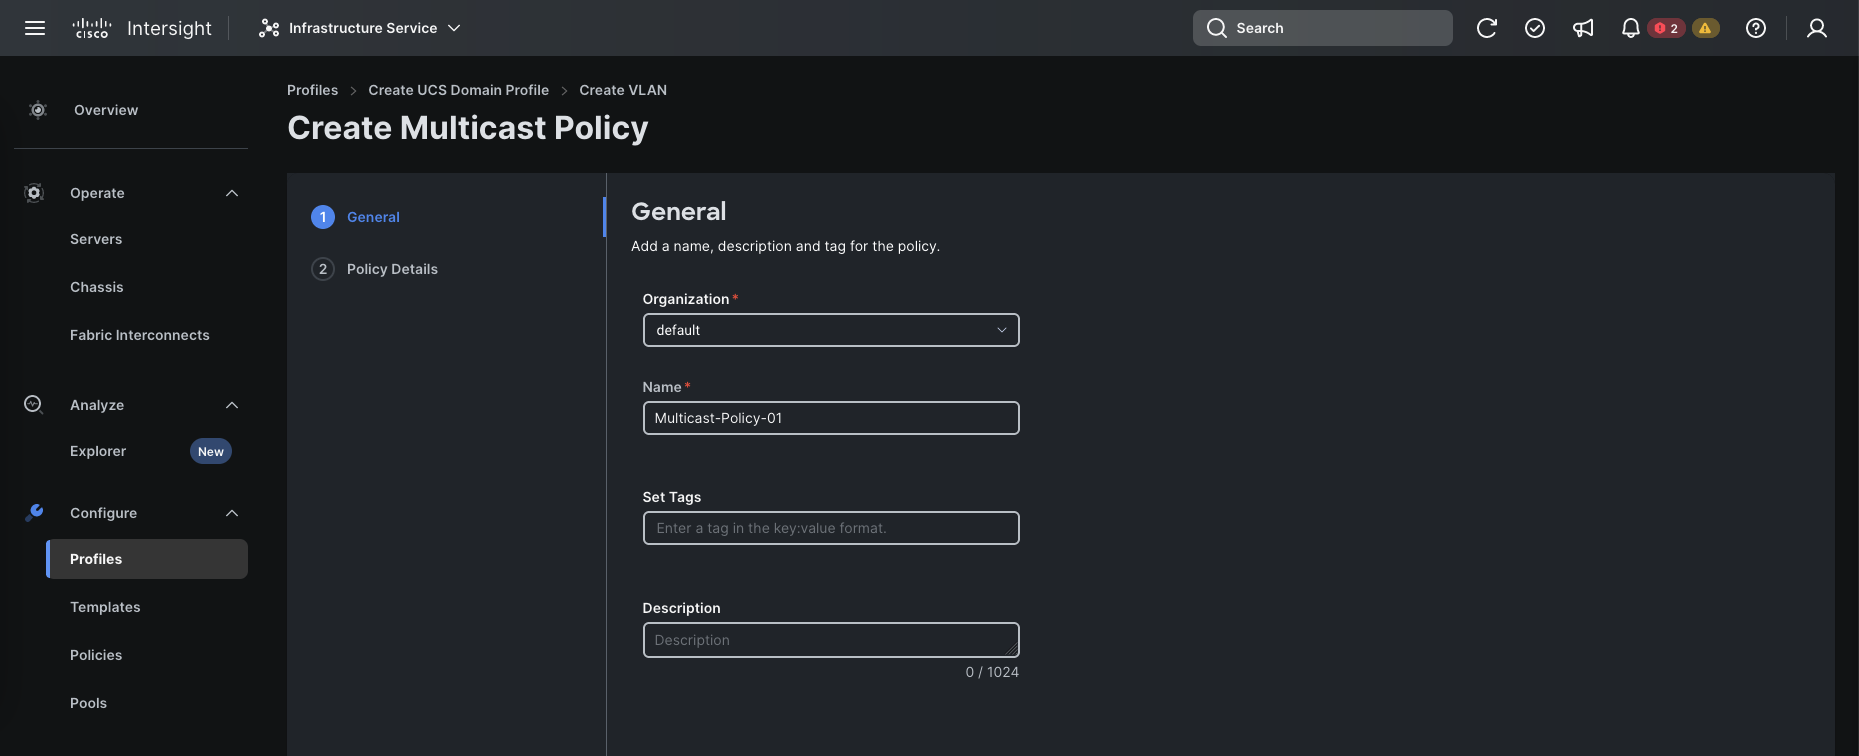 CISCO Intersight
Infrastructure Service
Search
2
Overview
Operate
Servers
Chassis
Fabric Interconnects
Analyze
Explorer New
Configure
Profiles
Templates
Policies
Pools
Profiles > Create UCS Domain Profile > Create VLAN
Create Multicast Policy
1 General
2 Policy Details
General
Add a name, description and tag for the policy.
Organization *
default
Name *
Multicast-Policy-01
Set Tags
Enter a tag in the key:value format.
Description
Description
0 / 1024